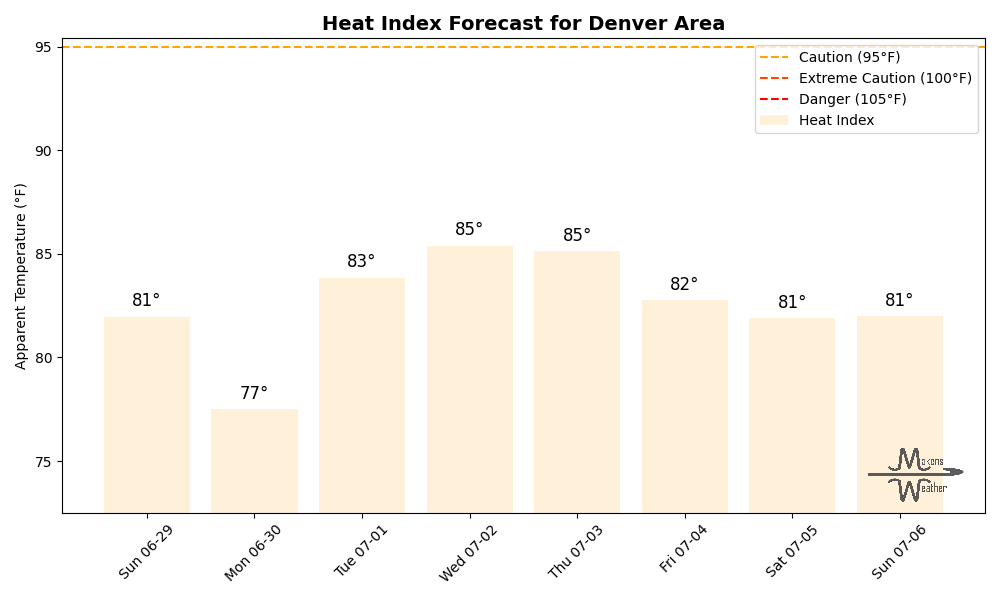 Heat Index Forecast for Denver Area
Caution (95°F)
Extreme Caution (100°F)
Danger (105°F)
Heat Index
Apparent Temperature (°F)
95
90
85
80
75
81°
77°
83°
85°
85°
82°
81°
81°
Sun 06-29
Mon 06-30
Tue 07-01
Wed 07-02
Thu 07-03
Fri 07-04
Sat 07-05
Sun 07-06
Makens
Weather